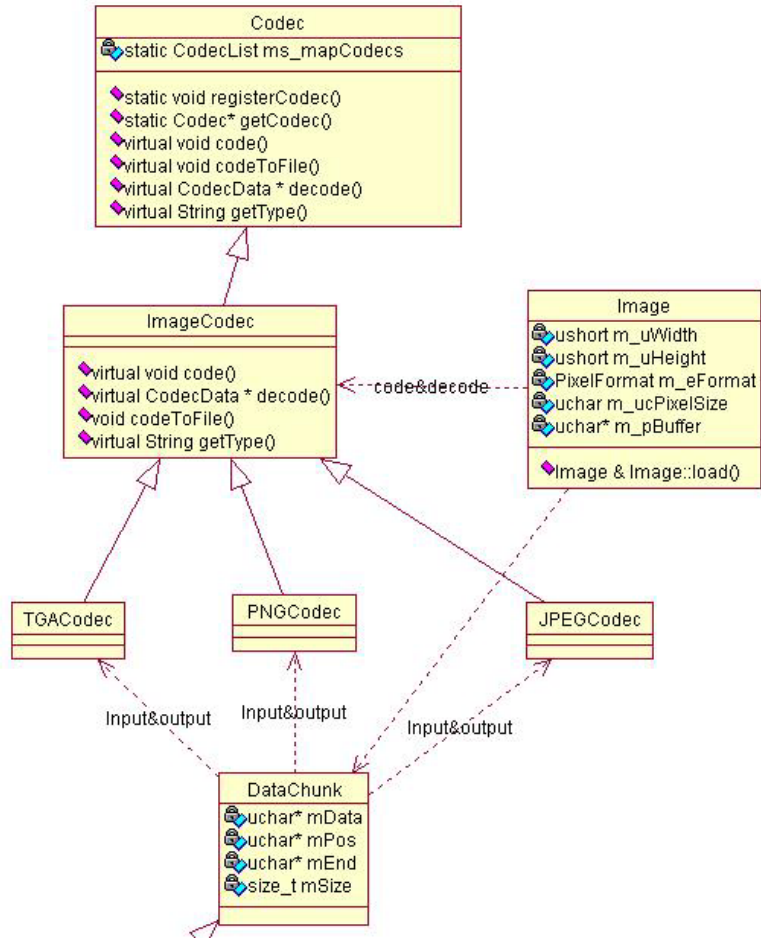 Codec
static CodecList ms_mapCodecs
static void registerCodec()
static Codec* getCodec()
virtual void code()
virtual void codeToFile()
virtual CodecData * decode()
virtual String getType()
ImageCodec
virtual void code()
virtual CodecData * decode()
void codeToFile()
virtual String getType()
code&decode
Image
ushort m_uWidth
ushort m_uHeight
PixelFormat m_eFormat
uchar m_ucPixelSize
uchar* m_pBuffer
Image & Image::load()
TGACodec
PNGCodec
JPEGCodec
Input&output
Input&output
Input&output
DataChunk
uchar* mData
uchar* mPos
uchar* mEnd
size_t mSize